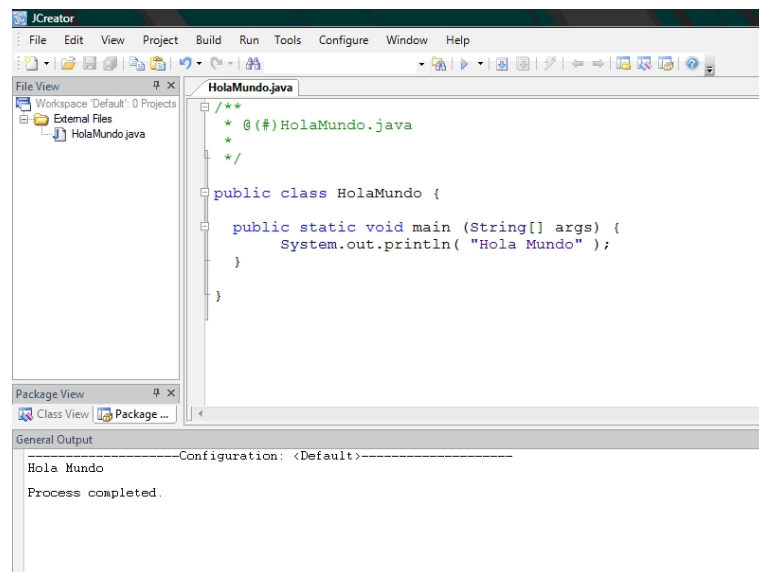 JCreator
File Edit View Project Build Run Tools Configure Window Help
File View
HolaMundo.java
Workspace 'Default': 0 Projects
External Files
HolaMundo.java
/**
* @(#)HolaMundo.java
*
*/
public class HolaMundo {
public static void main (String[] args) {
System.out.println( "Hola Mundo" );
}
}
Package View
Class View Package ...
General Output
--------------------Configuration: <Default>--------------------
Hola Mundo
Process completed.